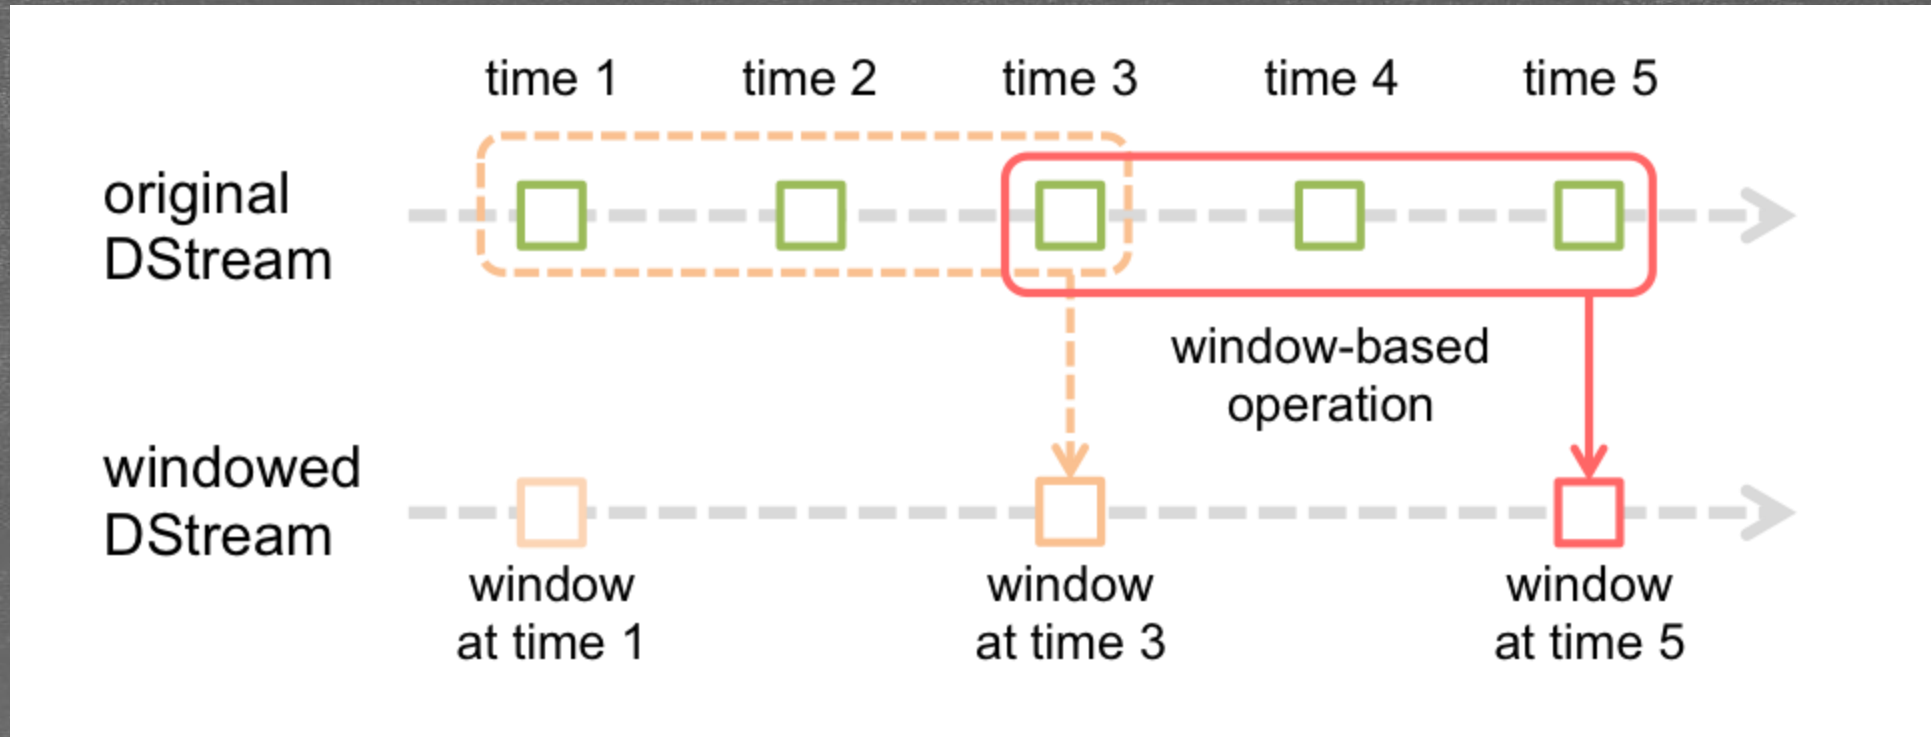 time 1
time 2
time 3
time 4
time 5
original
DStream
window-based
operation
windowed
DStream
window
at time 1
window
at time 3
window
at time 5